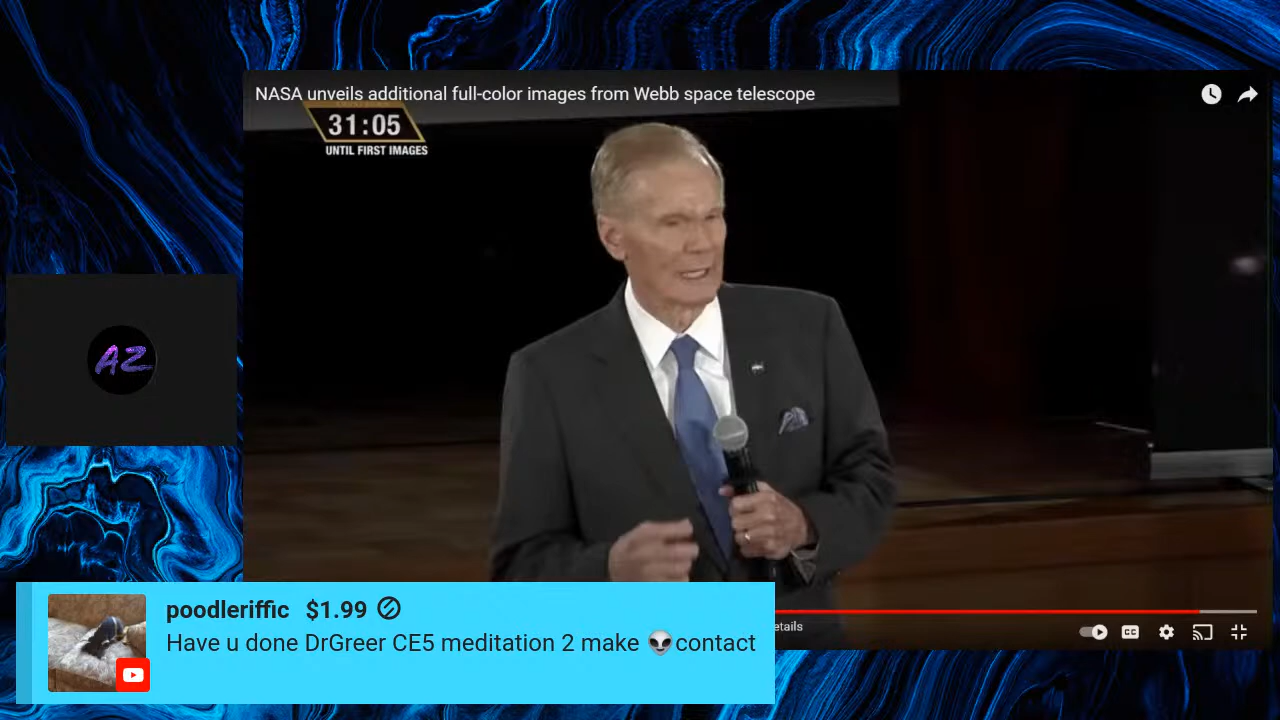 NASA unveils additional full-color images from Webb space telescope
31:05
UNTIL FIRST IMAGES
AZ
poodleriffic $1.99
Have u done DrGreer CE5 meditation 2 make 👽contact
etails
CC